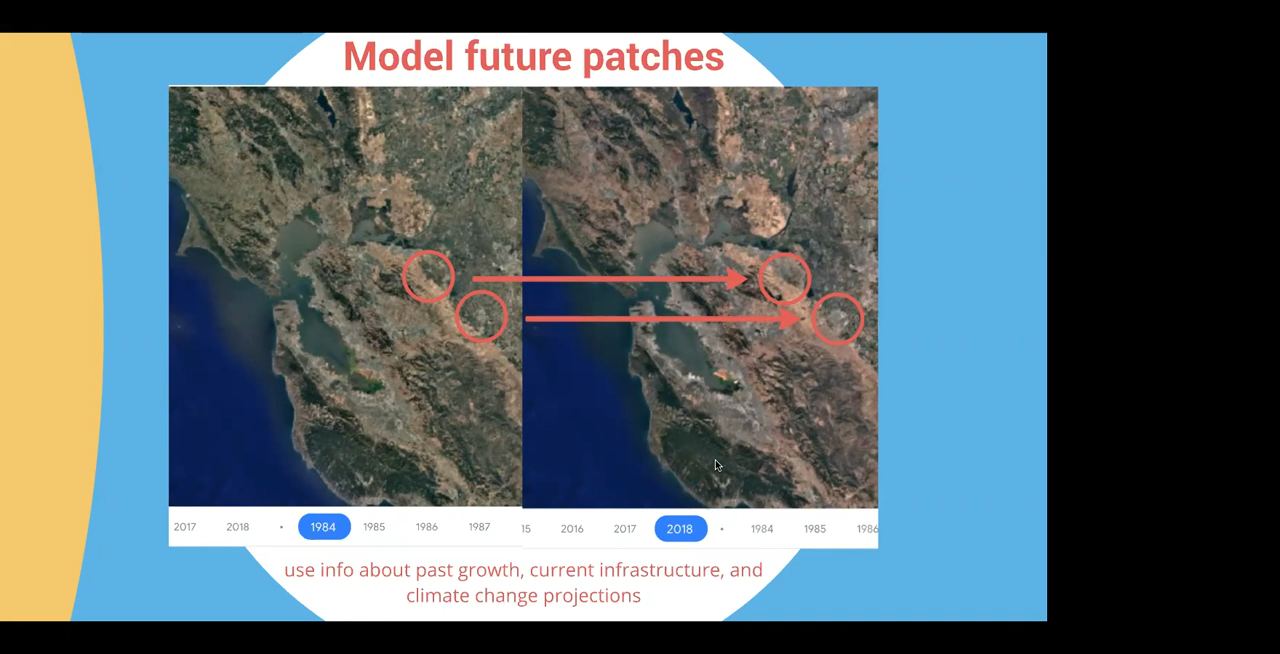 Model future patches
2017 2018 • 1984 1985 1986 1987
15 2016 2017 2018 • 1984 1985 1986
use info about past growth, current infrastructure, and
climate change projections